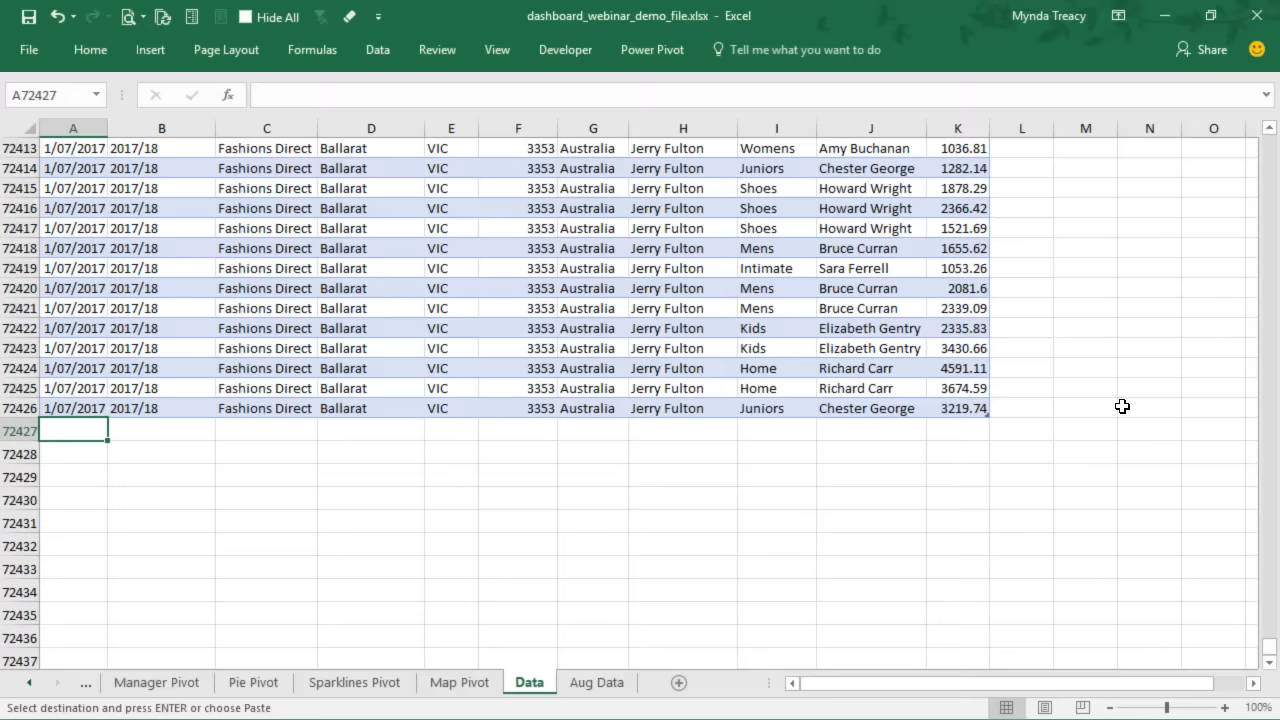 Hide All
dashboard_webinar_demo_file.xlsx - Excel
Mynda Treacy
File Home Insert Page Layout Formulas Data Review View Developer Power Pivot Tell me what you want to do Share
A72427 fx
A B C D E F G H I J K L M N O
72413 1/07/2017 2017/18 Fashions Direct Ballarat VIC 3353 Australia Jerry Fulton Womens Amy Buchanan 1036.81
72414 1/07/2017 2017/18 Fashions Direct Ballarat VIC 3353 Australia Jerry Fulton Juniors Chester George 1282.14
72415 1/07/2017 2017/18 Fashions Direct Ballarat VIC 3353 Australia Jerry Fulton Shoes Howard Wright 1878.29
72416 1/07/2017 2017/18 Fashions Direct Ballarat VIC 3353 Australia Jerry Fulton Shoes Howard Wright 2366.42
72417 1/07/2017 2017/18 Fashions Direct Ballarat VIC 3353 Australia Jerry Fulton Shoes Howard Wright 1521.69
72418 1/07/2017 2017/18 Fashions Direct Ballarat VIC 3353 Australia Jerry Fulton Mens Bruce Curran 1655.62
72419 1/07/2017 2017/18 Fashions Direct Ballarat VIC 3353 Australia Jerry Fulton Intimate Sara Ferrell 1053.26
72420 1/07/2017 2017/18 Fashions Direct Ballarat VIC 3353 Australia Jerry Fulton Mens Bruce Curran 2081.6
72421 1/07/2017 2017/18 Fashions Direct Ballarat VIC 3353 Australia Jerry Fulton Mens Bruce Curran 2339.09
72422 1/07/2017 2017/18 Fashions Direct Ballarat VIC 3353 Australia Jerry Fulton Kids Elizabeth Gentry 2335.83
72423 1/07/2017 2017/18 Fashions Direct Ballarat VIC 3353 Australia Jerry Fulton Kids Elizabeth Gentry 3430.66
72424 1/07/2017 2017/18 Fashions Direct Ballarat VIC 3353 Australia Jerry Fulton Home Richard Carr 4591.11
72425 1/07/2017 2017/18 Fashions Direct Ballarat VIC 3353 Australia Jerry Fulton Home Richard Carr 3674.59
72426 1/07/2017 2017/18 Fashions Direct Ballarat VIC 3353 Australia Jerry Fulton Juniors Chester George 3219.74
72427
72428
72429
72430
72431
72432
72433
72434
72435
72436
72437
... Manager Pivot Pie Pivot Sparklines Pivot Map Pivot Data Aug Data
Select destination and press ENTER or choose Paste 100%